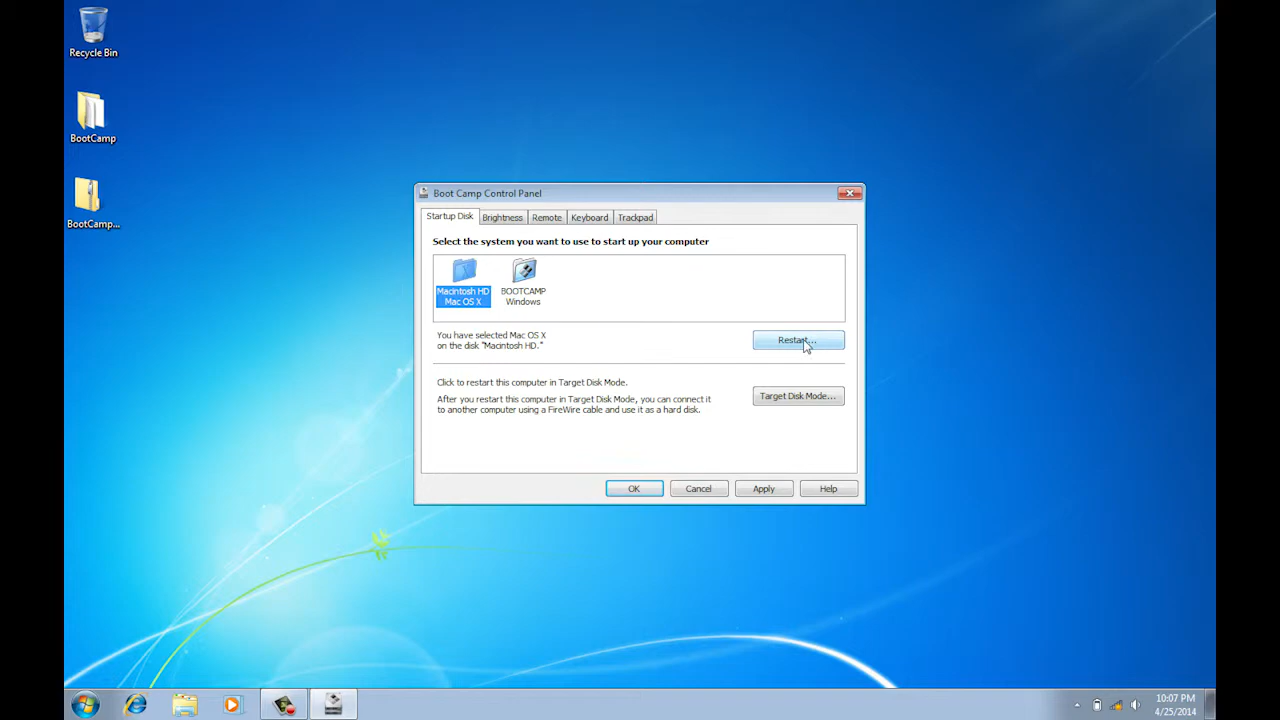 Recycle Bin
BootCamp
BootCamp...
Boot Camp Control Panel
Startup Disk
Brightness
Remote
Keyboard
Trackpad
Select the system you want to use to start up your computer
Macintosh HD
Mac OS X
BOOTCAMP
Windows
You have selected Mac OS X
on the disk "Macintosh HD."
Restart...
Click to restart this computer in Target Disk Mode.
After you restart this computer in Target Disk Mode, you can connect it
to another computer using a FireWire cable and use it as a hard disk.
Target Disk Mode...
OK
Cancel
Apply
Help
10:07 PM
4/25/2014